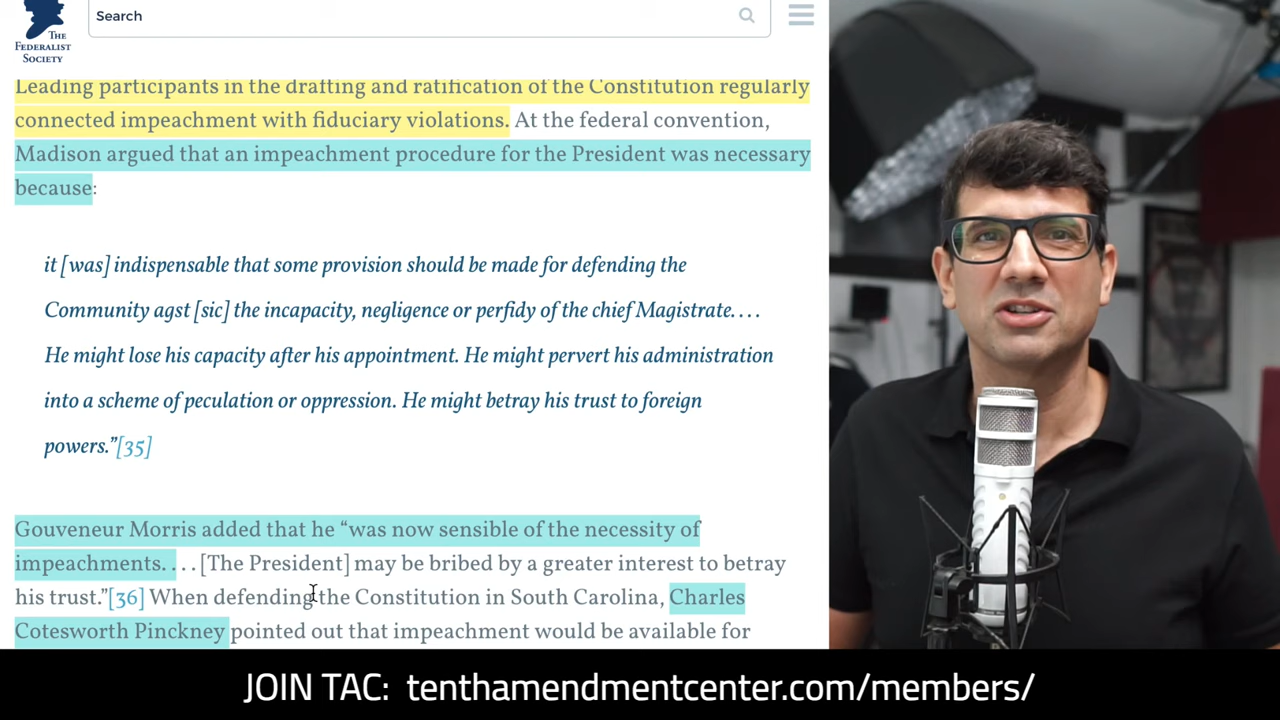 THE
FEDERALIST
SOCIETY
Search
Leading participants in the drafting and ratification of the Constitution regularly
connected impeachment with fiduciary violations. At the federal convention,
Madison argued that an impeachment procedure for the President was necessary
because:
it [was] indispensable that some provision should be made for defending the
Community agst [sic] the incapacity, negligence or perfidy of the chief Magistrate. . . .
He might lose his capacity after his appointment. He might pervert his administration
into a scheme of peculation or oppression. He might betray his trust to foreign
powers.”[35]
Gouveneur Morris added that he “was now sensible of the necessity of
impeachments. . . . [The President] may be bribed by a greater interest to betray
his trust.”[36] When defending the Constitution in South Carolina, Charles
Cotesworth Pinckney pointed out that impeachment would be available for
JOIN TAC: tenthamendmentcenter.com/members/